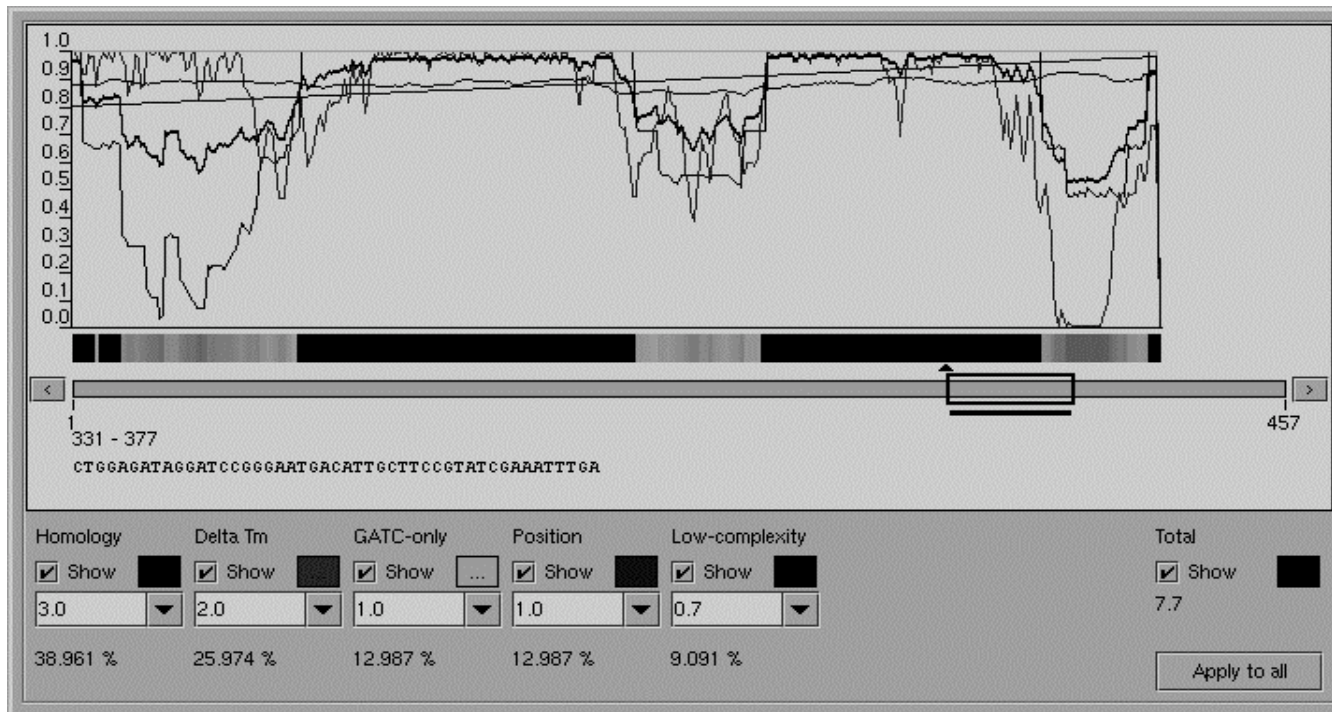 1.0
0.9
0.8
0.7
0.6
0.5
0.4
0.3
0.2
0.1
0.0
< >
1 457
331 - 377
CTGGAGATAGGATCCGGGAATGACATTGCTTCCGTATCGAAATTTGA
Homology Delta Tm GATC-only Position Low-complexity Total
Show ... Show ... Show ... Show Show Show
3.0 2.0 1.0 1.0 0.7 7.7
38.961 % 25.974 % 12.987 % 12.987 % 9.091 %
Apply to all